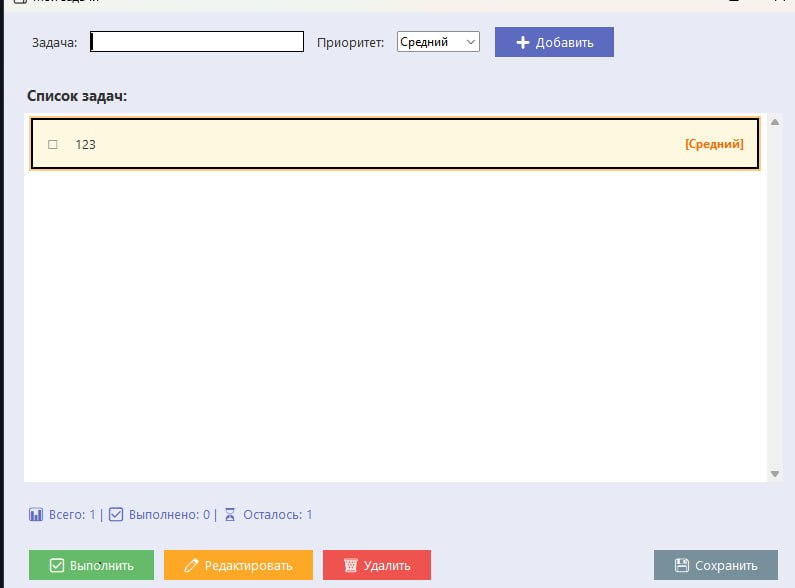 Задача: Приоритет: Средний Добавить
Список задач:
123 [Средний]
Всего: 1 | Выполнено: 0 | Осталось: 1
Выполнить Редактировать Удалить Сохранить